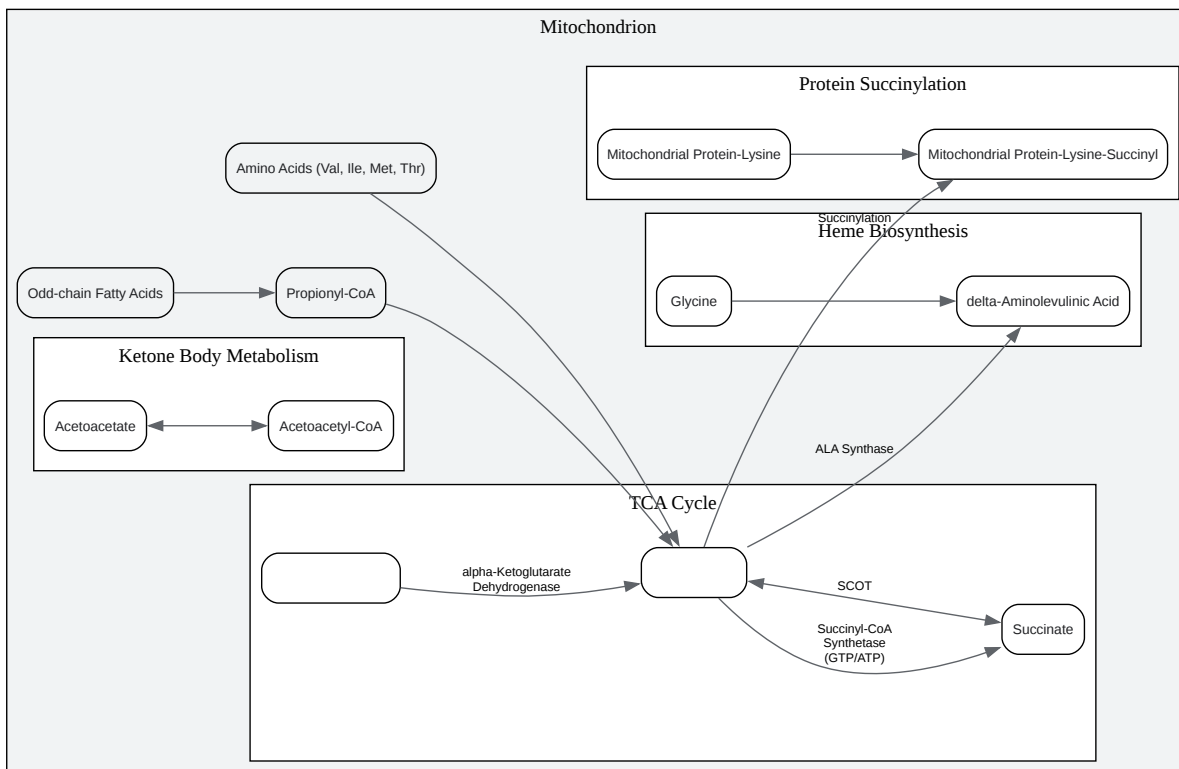 Mitochondrion
Protein Succinylation
Mitochondrial Protein-Lysine
Mitochondrial Protein-Lysine-Succinyl
Amino Acids (Val, Ile, Met, Thr)
Succinylation
Heme Biosynthesis
Odd-chain Fatty Acids
Propionyl-CoA
Glycine
delta-Aminolevulinic Acid
Ketone Body Metabolism
Acetoacetate
Acetoacetyl-CoA
ALA Synthase
TCA Cycle
alpha-Ketoglutarate
Dehydrogenase
SCOT
Succinyl-CoA
Synthetase
(GTP/ATP)
Succinate